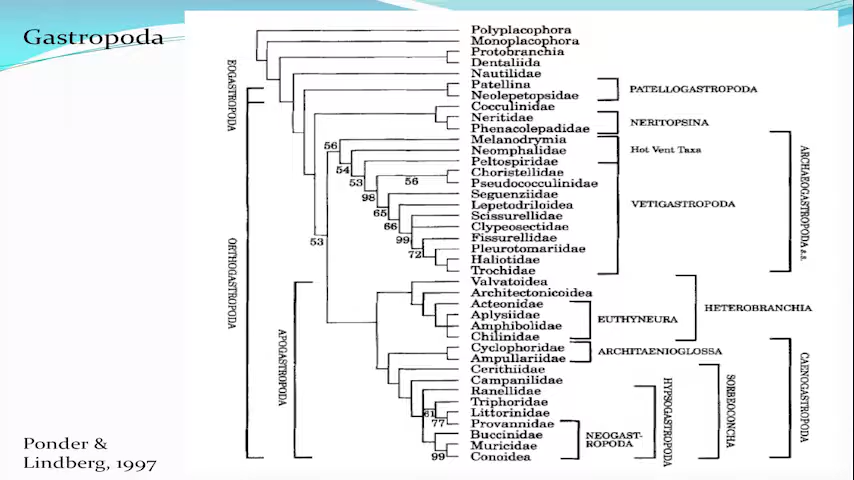 Gastropoda
Polyplacophora
Monoplacophora
Protobranchia
Dentaliida
Nautilidae
Patellina
Neolepetopsidae
PATELLOGASTROPODA
Cocculinidae
Neritidae
Phenacolepadidae
NERITOPSINA
Melanodrymia
Neomphalidae
Peltospiridae
Hot Vent Taxa
Choristellidae
Pseudococculinidae
Seguenziidae
Lepetodriloidea
Scissurellidae
Clypeosectidae
Fissurellidae
Pleurotomariidae
Haliotidae
Trochidae
VETIGASTROPODA
ARCHAEOGASTROPODA s.s.
Valvatoidea
Architectonicoidea
Acteonidae
Aplysiidae
Amphibolidae
Chilinidae
EUTHYNEURA
HETEROBRANCHIA
Cyclophoridae
Ampullariidae
ARCHITAENIOGLOSSA
Cerithiidae
Campanilidae
Ranellidae
Triphoridae
Littorinidae
Provannidae
Buccinidae
Muricidae
Conoidea
NEOGAST-
ROPODA
HYPSOGASTROPODA
SORBEOCONCHA
CAENOGASTROPODA
EOGASTROPODA
ORTHOGASTROPODA
APOGASTROPODA
56
54
53
56
98
65
66
99
72
53
61
77
99
Ponder &
Lindberg, 1997